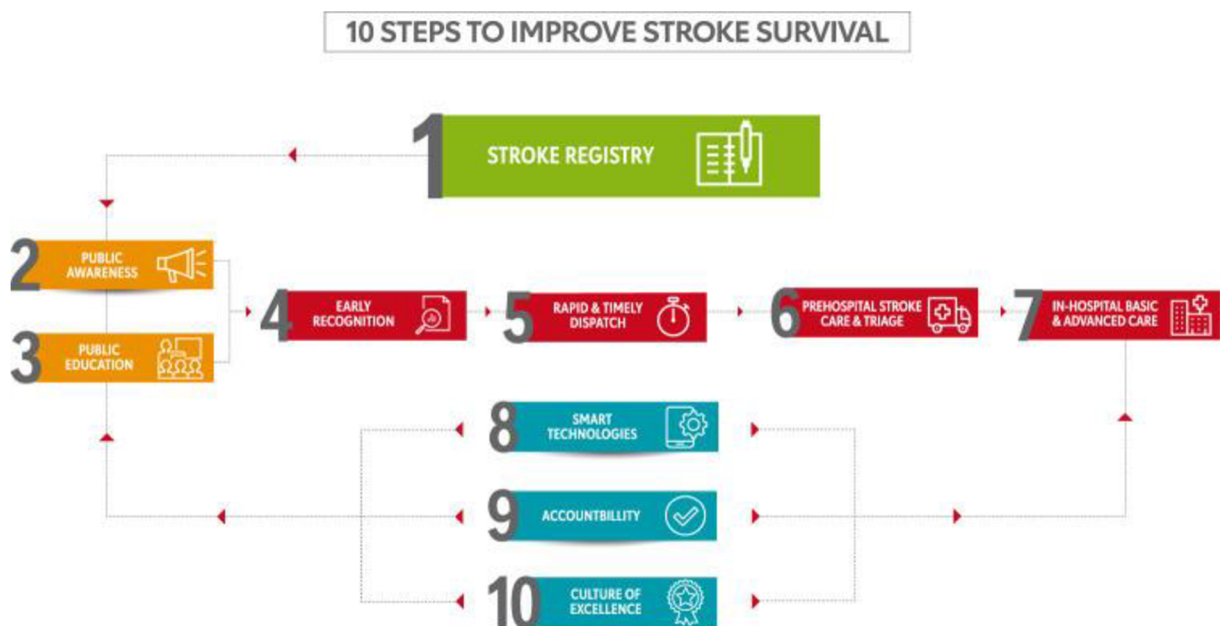 10 STEPS TO IMPROVE STROKE SURVIVAL
1
STROKE REGISTRY
2
PUBLIC
AWARENESS
3
PUBLIC
EDUCATION
4
EARLY
RECOGNITION
5
RAPID & TIMELY
DISPATCH
6
PREHOSPITAL STROKE
CARE & TRIAGE
7
IN-HOSPITAL BASIC
& ADVANCED CARE
8
SMART
TECHNOLOGIES
9
ACCOUNTBILLITY
10
CULTURE OF
EXCELLENCE